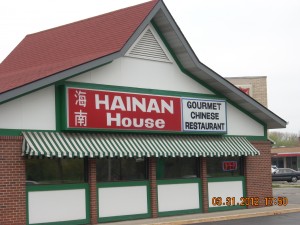 海南
HAINAN
House
GOURMET
CHINESE
RESTAURANT